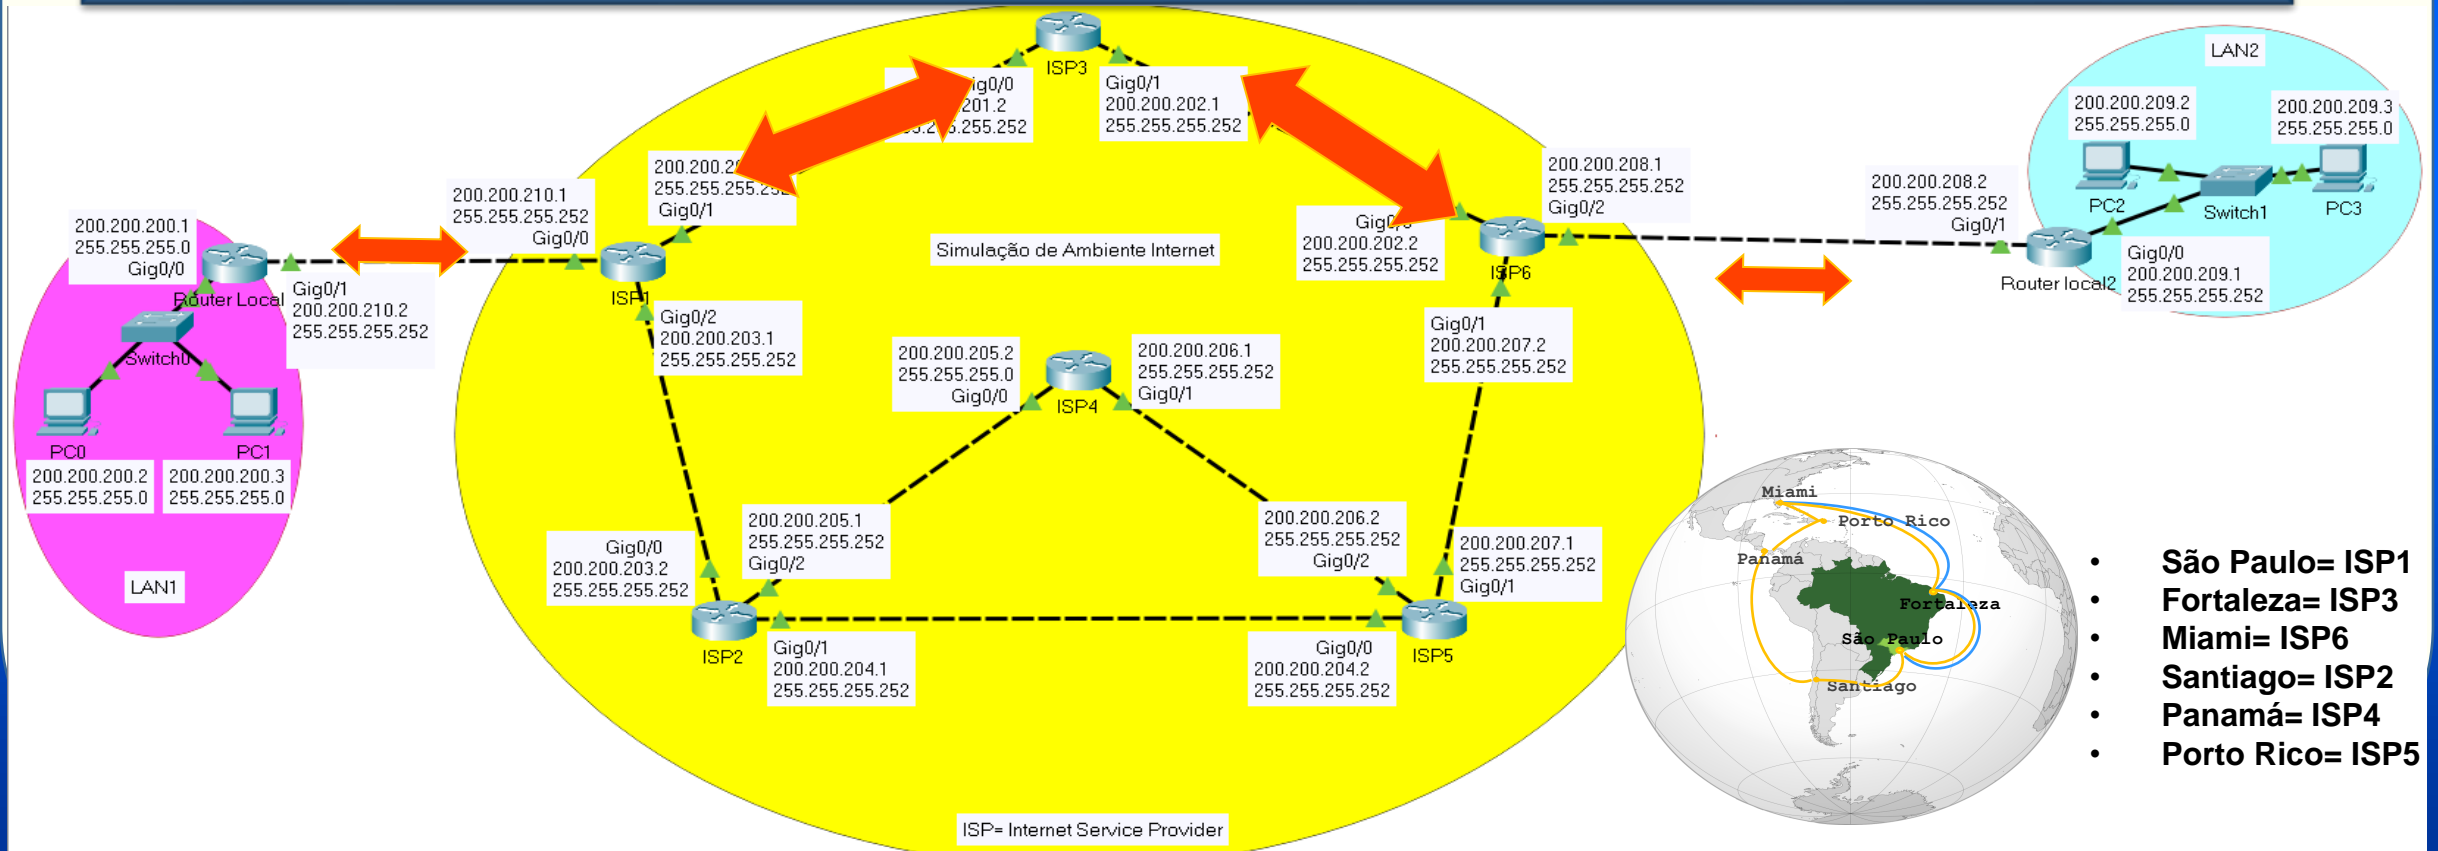 ISP3
Gig0/1
200.200.202.1
255.255.255.252
ig0/0
201.2
255.252
LAN2
200.200.209.2
255.255.255.0
200.200.209.3
255.255.255.0
PC2
Switch1
PC3
200.200.208.2
255.255.255.252
Gig0/1
Router local2
Gig0/0
200.200.209.1
255.255.255.252
200.200.208.1
255.255.255.252
Gig0/2
200.200.202.2
255.255.255.252
ISP6
Gig0/1
200.200.207.2
255.255.255.252
255.255.255.252
Gig0/1
200.200.210.1
255.255.255.252
Gig0/0
ISP1
Gig0/2
200.200.203.1
255.255.255.252
200.200.200.1
255.255.255.0
Gig0/0
Router Local
Gig0/1
200.200.210.2
255.255.255.252
Switch0
PC0
PC1
200.200.200.2
255.255.255.0
200.200.200.3
255.255.255.0
LAN1
Simulação de Ambiente Internet
200.200.205.2
255.255.255.0
Gig0/0
ISP4
200.200.206.1
255.255.255.252
Gig0/1
Gig0/0
200.200.203.2
255.255.255.252
200.200.205.1
255.255.255.252
Gig0/2
ISP2
Gig0/1
200.200.204.1
255.255.255.252
200.200.206.2
255.255.255.252
Gig0/2
200.200.207.1
255.255.255.252
Gig0/1
Gig0/0
200.200.204.2
255.255.255.252
ISP5
ISP= Internet Service Provider
Miami
Porto Rico
Panamá
Fortaleza
São Paulo
Santiago
• São Paulo= ISP1
• Fortaleza= ISP3
• Miami= ISP6
• Santiago= ISP2
• Panamá= ISP4
• Porto Rico= ISP5